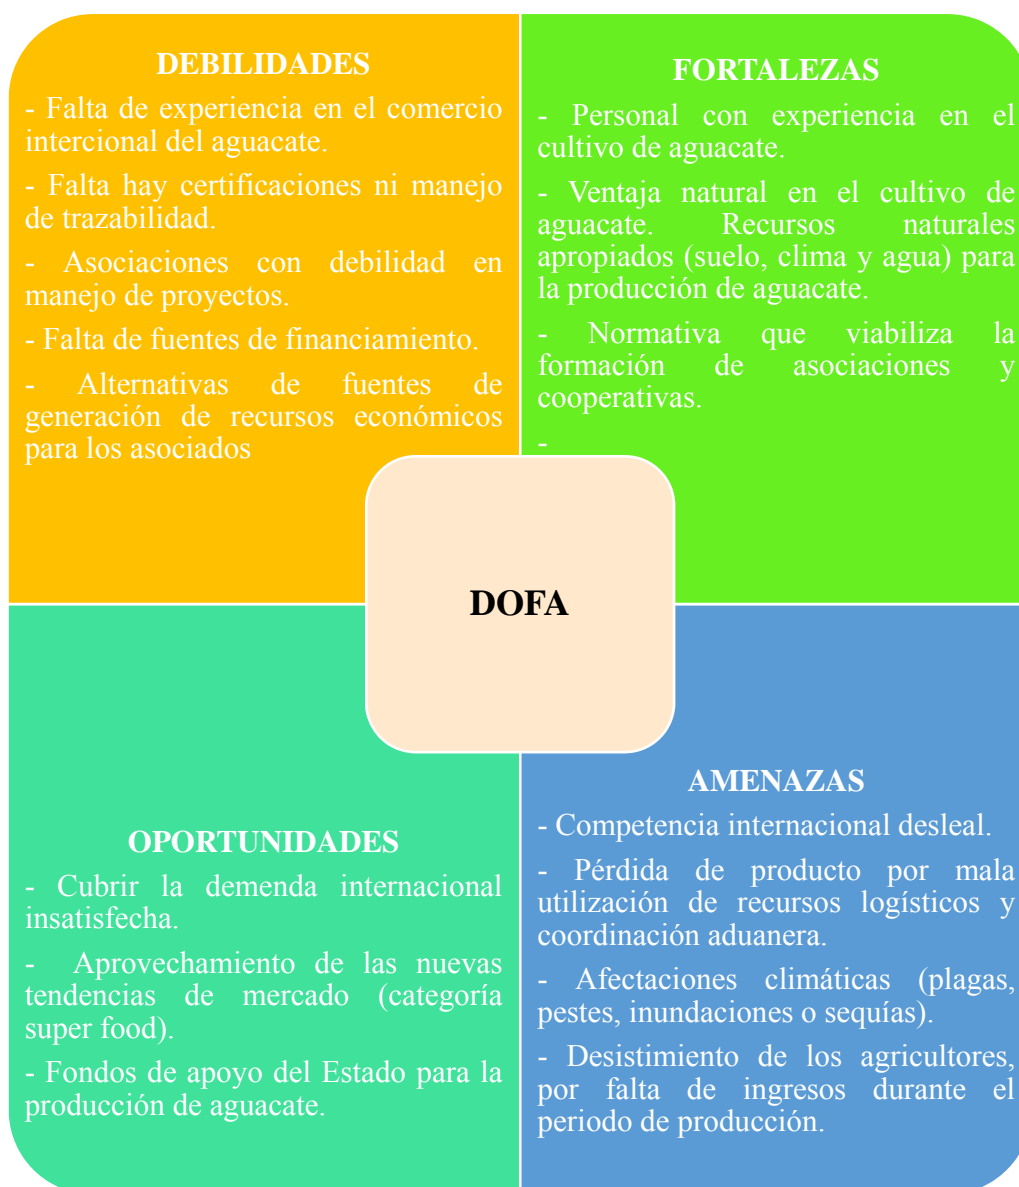 DEBILIDADES
- Falta de experiencia en el comercio
intercional del aguacate.
- Falta hay certificaciones ni manejo
de trazabilidad.
- Asociaciones con debilidad en
manejo de proyectos.
- Falta de fuentes de financiamiento.
- Alternativas de fuentes de
generación de recursos económicos
para los asociados
FORTALEZAS
- Personal con experiencia en el
cultivo de aguacate.
- Ventaja natural en el cultivo de
aguacate. Recursos naturales
apropiados (suelo, clima y agua) para
la producción de aguacate.
- Normativa que viabiliza la
formación de asociaciones y
cooperativas.
-
DOFA
OPORTUNIDADES
- Cubrir la demenda internacional
insatisfecha.
- Aprovechamiento de las nuevas
tendencias de mercado (categoría
super food).
- Fondos de apoyo del Estado para la
producción de aguacate.
AMENAZAS
- Competencia internacional desleal.
- Pérdida de producto por mala
utilización de recursos logísticos y
coordinación aduanera.
- Afectaciones climáticas (plagas,
pestes, inundaciones o sequías).
- Desistimiento de los agricultores,
por falta de ingresos durante el
periodo de producción.